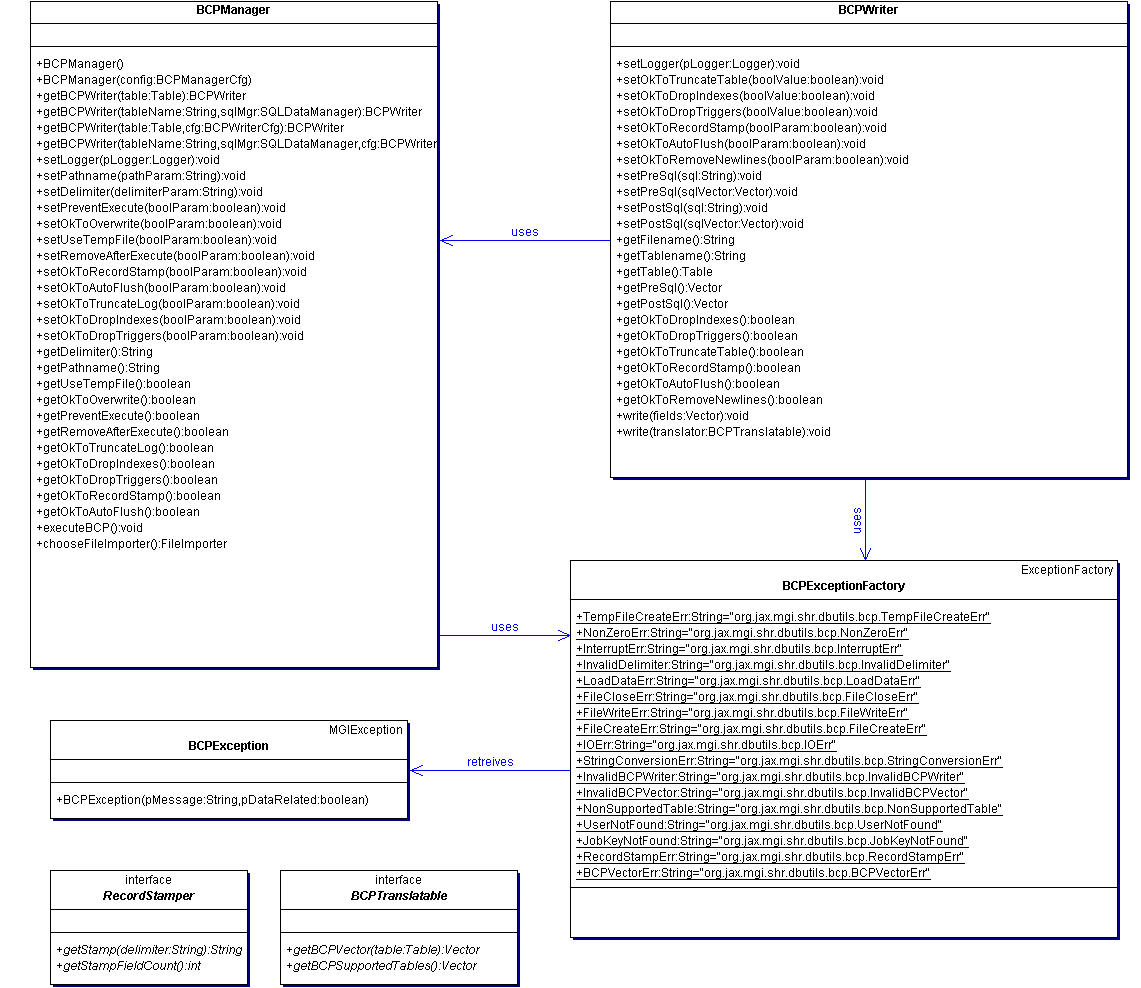 BCPManager
+BCPManager()
+BCPManager(config:BCPManagerCfg)
+getBCPWriter(table:Table):BCPWriter
+getBCPWriter(tableName:String,sqlMgr:SQLDataManager):BCPWriter
+getBCPWriter(table:Table,cfg:BCPWriterCfg):BCPWriter
+getBCPWriter(tableName:String,sqlMgr:SQLDataManager,cfg:BCPWriter
+setLogger(pLogger:Logger):void
+setPathname(pathParam:String):void
+setDelimiter(delimiterParam:String):void
+setPreventExecute(boolParam:boolean):void
+setOkToOverwrite(boolParam:boolean):void
+setUseTempFile(boolParam:boolean):void
+setRemoveAfterExecute(boolParam:boolean):void
+setOkToRecordStamp(boolParam:boolean):void
+setOkToAutoFlush(boolParam:boolean):void
+setOkToTruncateLog(boolParam:boolean):void
+setOkToDropIndexes(boolParam:boolean):void
+setOkToDropTriggers(boolParam:boolean):void
+getDelimiter():String
+getPathname():String
+getUseTempFile():boolean
+getOkToOverwrite():boolean
+getPreventExecute():boolean
+getRemoveAfterExecute():boolean
+getOkToTruncateLog():boolean
+getOkToDropIndexes():boolean
+getOkToDropTriggers():boolean
+getOkToRecordStamp():boolean
+getOkToAutoFlush():boolean
+executeBCP():void
+chooseFileImporter():FileImporter
uses
BCPWriter
+setLogger(pLogger:Logger):void
+setOkToTruncateTable(boolValue:boolean):void
+setOkToDropIndexes(boolValue:boolean):void
+setOkToDropTriggers(boolValue:boolean):void
+setOkToRecordStamp(boolParam:boolean):void
+setOkToAutoFlush(boolParam:boolean):void
+setOkToRemoveNewlines(boolParam:boolean):void
+setPreSql(sql:String):void
+setPreSql(sqlVector:Vector):void
+setPostSql(sql:String):void
+setPostSql(sqlVector:Vector):void
+getFilename():String
+getTablename():String
+getTable():Table
+getPreSql():Vector
+getPostSql():Vector
+getOkToDropIndexes():boolean
+getOkToDropTriggers():boolean
+getOkToTruncateTable():boolean
+getOkToRecordStamp():boolean
+getOkToAutoFlush():boolean
+getOkToRemoveNewlines():boolean
+write(fields:Vector):void
+write(translator:BCPTranslatable):void
uses
uses
ExceptionFactory
BCPExceptionFactory
+TempFileCreateErr:String="org.jax.mgi.shr.dbutils.bcp.TempFileCreateErr"
+NonZeroErr:String="org.jax.mgi.shr.dbutils.bcp.NonZeroErr"
+InterruptErr:String="org.jax.mgi.shr.dbutils.bcp.InterruptErr"
+InvalidDelimiter:String="org.jax.mgi.shr.dbutils.bcp.InvalidDelimiter"
+LoadDataErr:String="org.jax.mgi.shr.dbutils.bcp.LoadDataErr"
+FileCloseErr:String="org.jax.mgi.shr.dbutils.bcp.FileCloseErr"
+FileWriteErr:String="org.jax.mgi.shr.dbutils.bcp.FileWriteErr"
+FileCreateErr:String="org.jax.mgi.shr.dbutils.bcp.FileCreateErr"
+IOErr:String="org.jax.mgi.shr.dbutils.bcp.IOErr"
+StringConversionErr:String="org.jax.mgi.shr.dbutils.bcp.StringConversionErr"
+InvalidBCPWriter:String="org.jax.mgi.shr.dbutils.bcp.InvalidBCPWriter"
+InvalidBCPVector:String="org.jax.mgi.shr.dbutils.bcp.InvalidBCPVector"
+NonSupportedTable:String="org.jax.mgi.shr.dbutils.bcp.NonSupportedTable"
+UserNotFound:String="org.jax.mgi.shr.dbutils.bcp.UserNotFound"
+JobKeyNotFound:String="org.jax.mgi.shr.dbutils.bcp.JobKeyNotFound"
+RecordStampErr:String="org.jax.mgi.shr.dbutils.bcp.RecordStampErr"
+BCPVectorErr:String="org.jax.mgi.shr.dbutils.bcp.BCPVectorErr"
retreives
MGIException
BCPException
+BCPException(pMessage:String,pDataRelated:boolean)
interface
RecordStamper
+getStamp(delimiter:String):String
+getStampFieldCount():int
interface
BCPTranslatable
+getBCPVector(table:Table):Vector
+getBCPSupportedTables():Vector